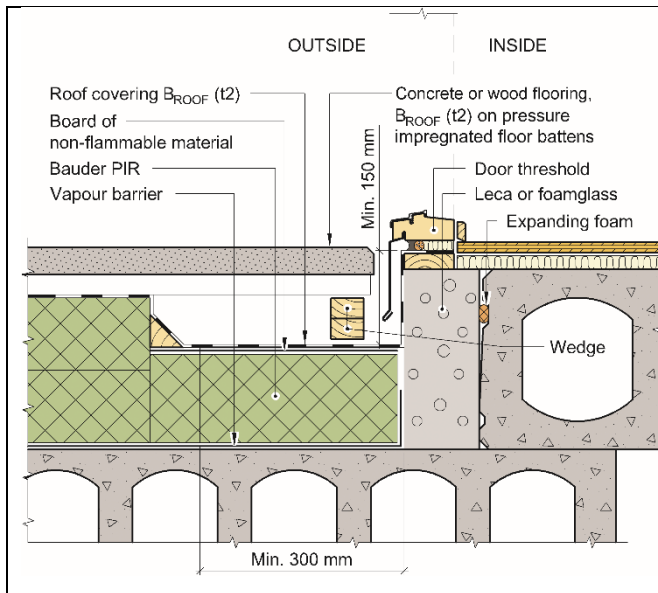 OUTSIDE
INSIDE
Roof covering BROOF (t2)
Board of
non-flammable material
Bauder PIR
Vapour barrier
Concrete or wood flooring,
BROOF (t2) on pressure
impregnated floor battens
Min. 150 mm
Door threshold
Leca or foamglass
Expanding foam
Wedge
Min. 300 mm